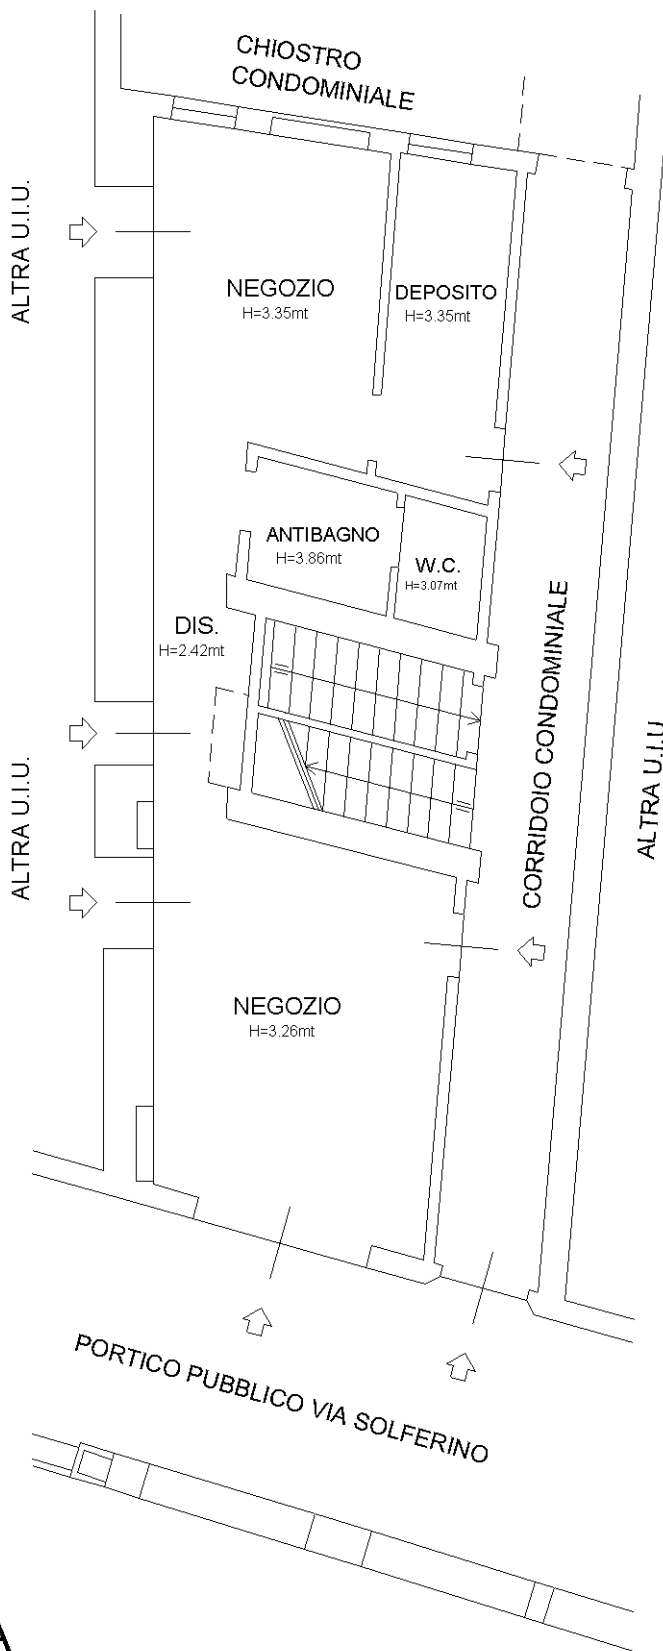 CHIOSTRO
CONDOMINIALE
ALTRA U.I.U.
NEGOZIO
H=3.35mt
DEPOSITO
H=3.35mt
ANTIBAGNO
H=3.86mt
W.C.
H=3.07mt
DIS.
H=2.42mt
CORRIDOIO CONDOMINIALE
ALTRA U.I.U
ALTRA U.I.U.
NEGOZIO
H=3.26mt
PORTICO PUBBLICO VIA SOLFERINO